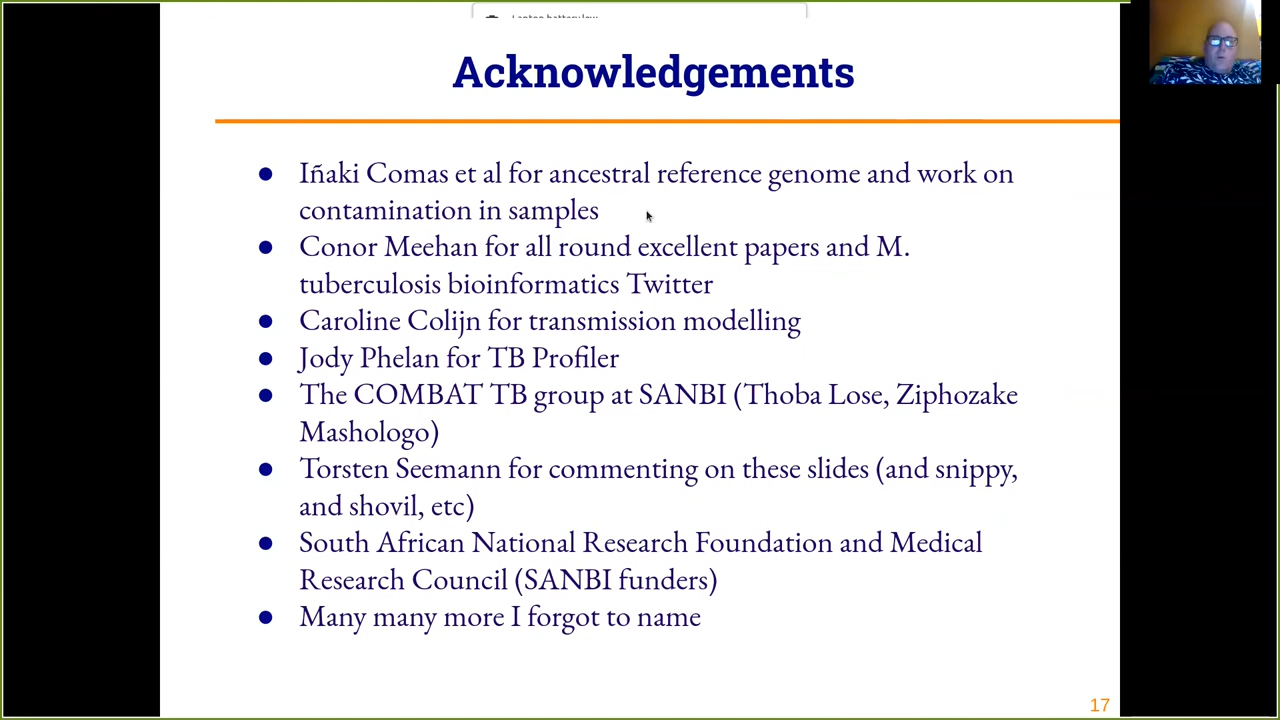 Laptop battery low
Acknowledgements
● Iñaki Comas et al for ancestral reference genome and work on
contamination in samples
● Conor Meehan for all round excellent papers and M.
tuberculosis bioinformatics Twitter
● Caroline Colijn for transmission modelling
● Jody Phelan for TB Profiler
● The COMBAT TB group at SANBI (Thoba Lose, Ziphozake
Mashologo)
● Torsten Seemann for commenting on these slides (and snippy,
and shovil, etc)
● South African National Research Foundation and Medical
Research Council (SANBI funders)
● Many many more I forgot to name
17